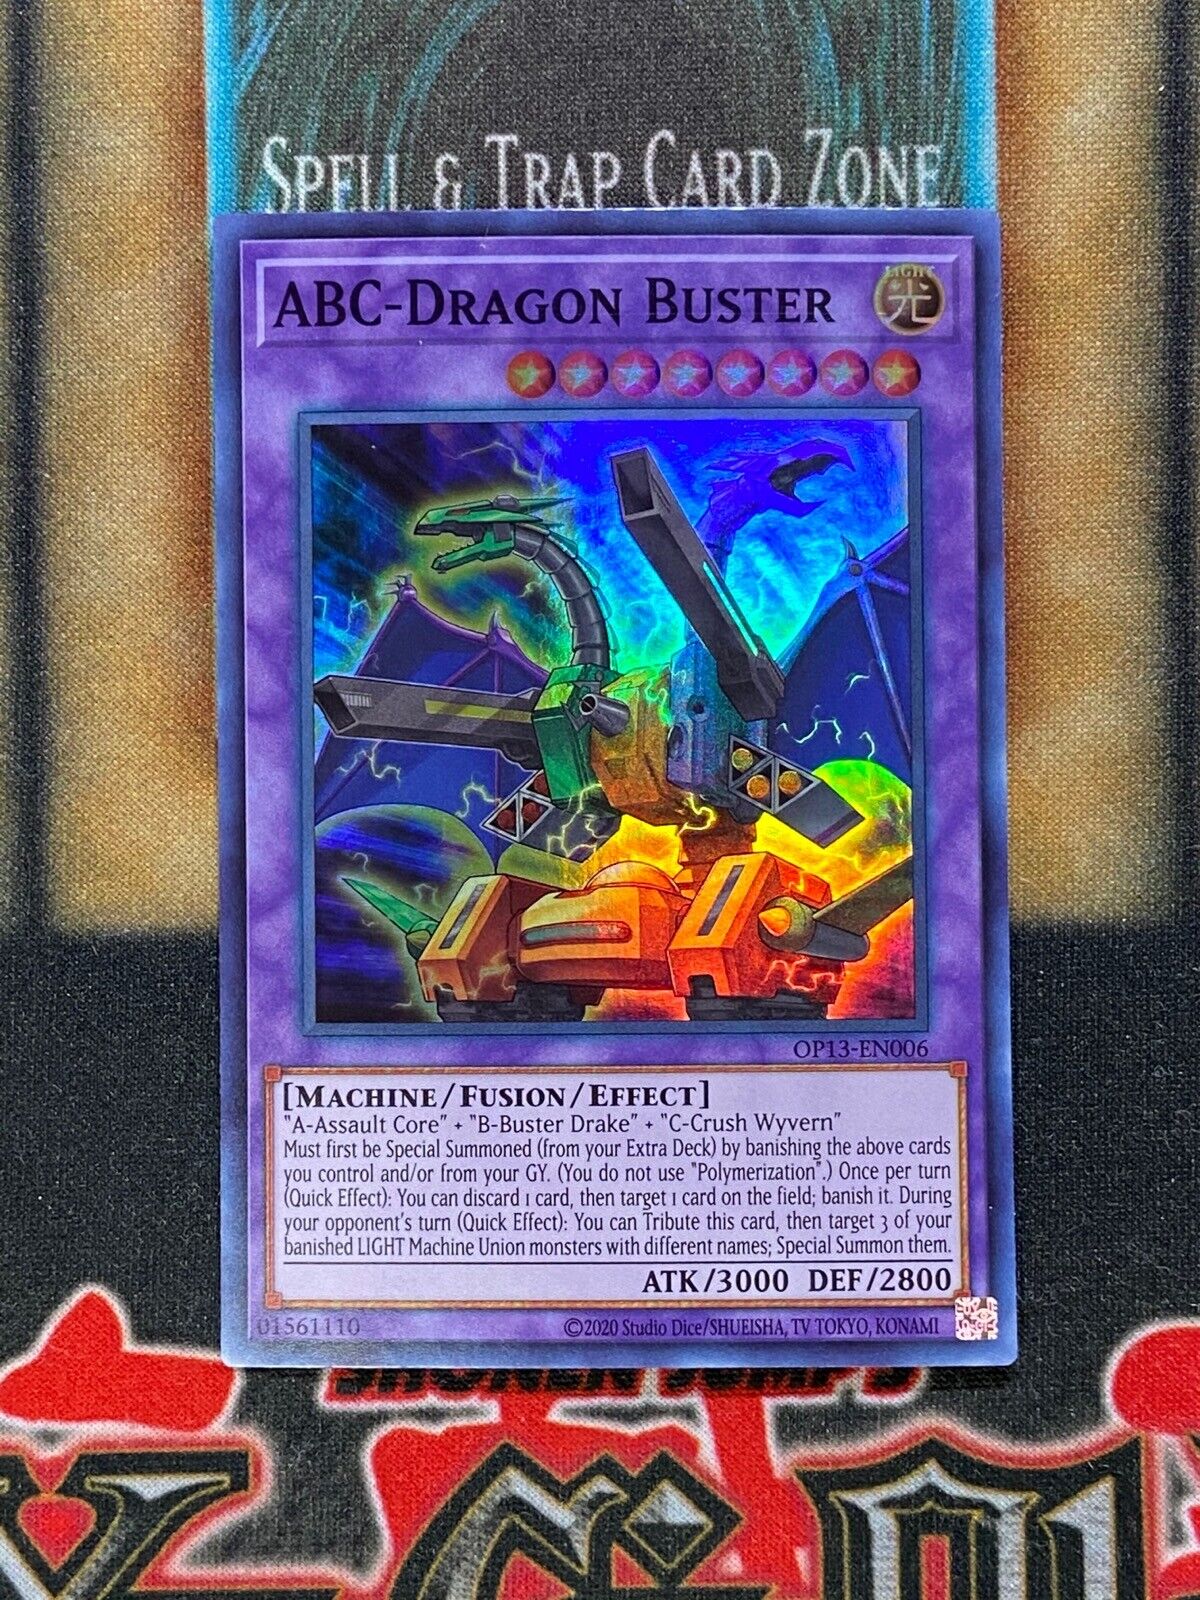 SPELL & TRAP CARD ZONE
ABC-DRAGON BUSTER
LIGHT
光
OP13-EN006
[MACHINE/FUSION/EFFECT]
"A-Assault Core" + "B-Buster Drake" + "C-Crush Wyvern"
Must first be Special Summoned (from your Extra Deck) by banishing the above cards
you control and/or from your GY. (You do not use "Polymerization".) Once per turn
(Quick Effect): You can discard 1 card, then target 1 card on the field; banish it. During
your opponent's turn (Quick Effect): You can Tribute this card, then target 3 of your
banished LIGHT Machine Union monsters with different names; Special Summon them.
ATK/3000 DEF/2800
01561110
©2020 Studio Dice/SHUEISHA, TV TOKYO, KONAMI